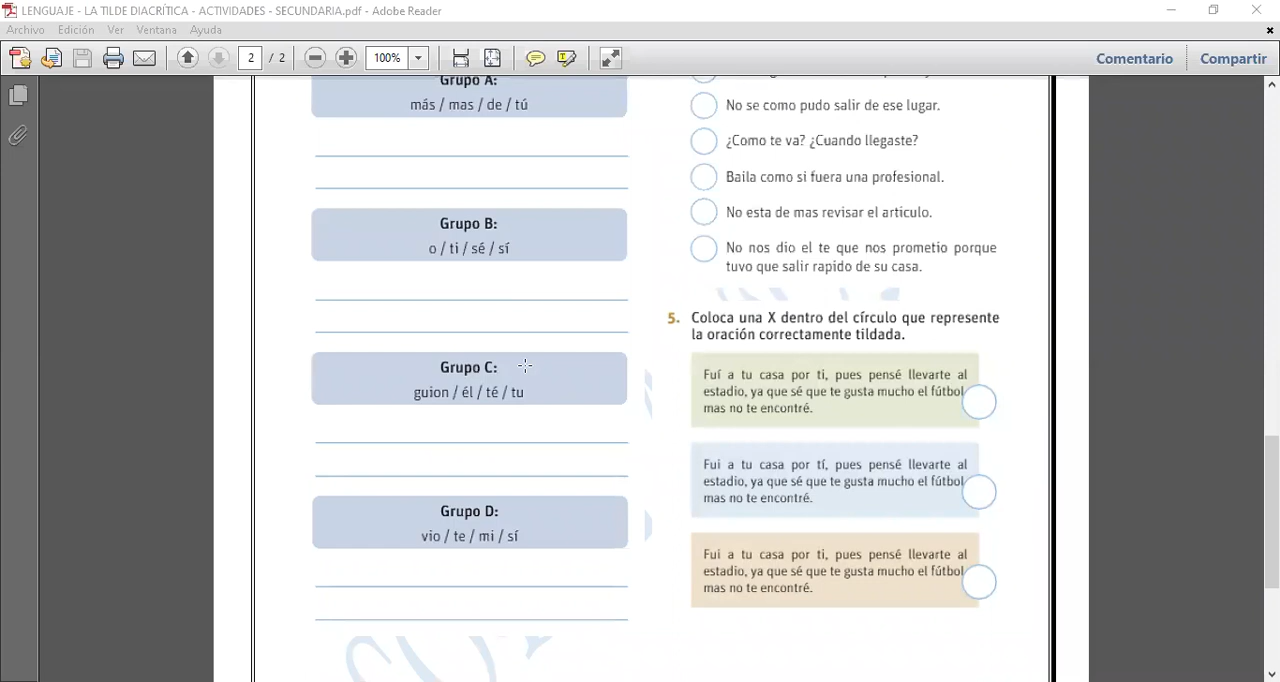 LENGUAJE - LA TILDE DIACRÍTICA - ACTIVIDADES - SECUNDARIA.pdf - Adobe Reader
Archivo Edición Ver Ventana Ayuda
2 / 2 100% Comentario Compartir
Grupo A:
más / mas / de / tú
Grupo B:
o / ti / sé / sí
Grupo C:
guion / él / té / tu
Grupo D:
vio / te / mi / sí
No se como pudo salir de ese lugar.
¿Como te va? ¿Cuando llegaste?
Baila como si fuera una profesional.
No esta de mas revisar el articulo.
No nos dio el te que nos prometio porque
tuvo que salir rapido de su casa.
5. Coloca una X dentro del círculo que represente
la oración correctamente tildada.
Fuí a tu casa por ti, pues pensé llevarte al
estadio, ya que sé que te gusta mucho el fútbol
mas no te encontré.
Fui a tu casa por tí, pues pensé llevarte al
estadio, ya que sé que te gusta mucho el fútbol
mas no te encontré.
Fui a tu casa por ti, pues pensé llevarte al
estadio, ya que sé que te gusta mucho el fútbol
mas no te encontré.